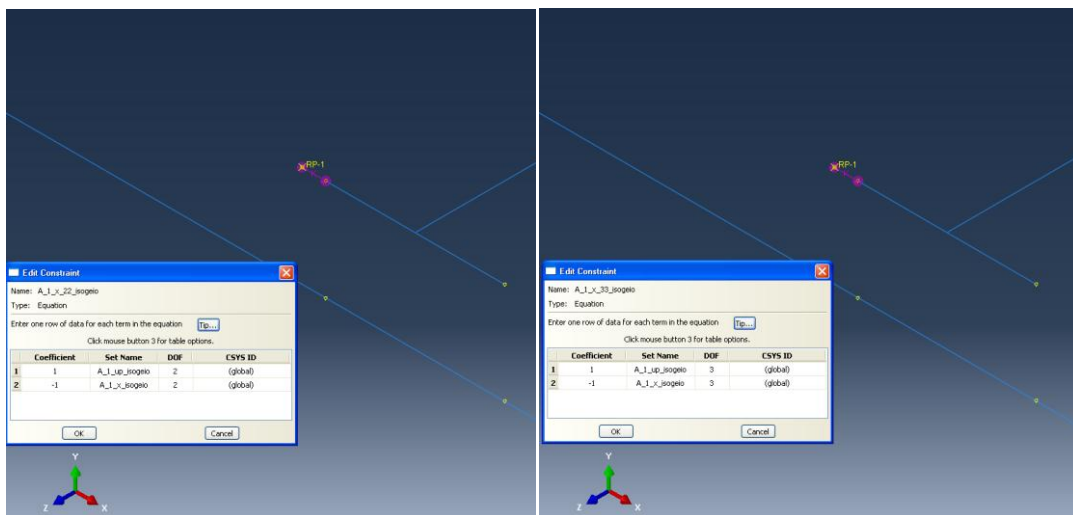 RP-1
Edit Constraint
Name: A_1_x_22_isogeio
Type: Equation
Enter one row of data for each term in the equation Tip...
Click mouse button 3 for table options.
Coefficient Set Name DOF CSYS ID
1 1 A_1_up_isogeio 2 (global)
2 -1 A_1_x_isogeio 2 (global)
OK Cancel
Y
Z X
RP-1
Edit Constraint
Name: A_1_x_33_isogeio
Type: Equation
Enter one row of data for each term in the equation Tip...
Click mouse button 3 for table options.
Coefficient Set Name DOF CSYS ID
1 1 A_1_up_isogeio 3 (global)
2 -1 A_1_x_isogeio 3 (global)
OK Cancel
Y
Z X